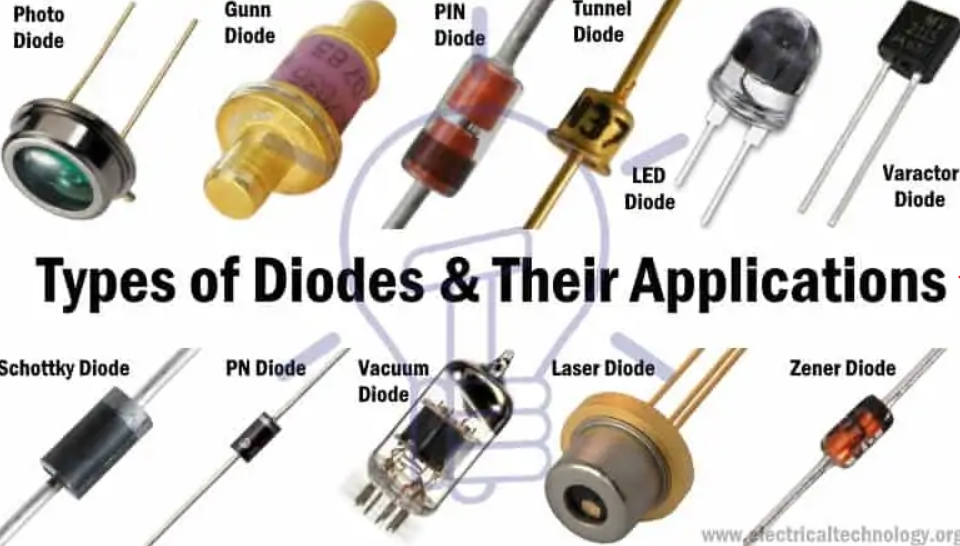 Photo
Diode
Gunn
Diode
PIN
Diode
Tunnel
Diode
LED
Diode
Varactor
Diode
Types of Diodes & Their Applications
Schottky Diode
PN Diode
Vacuum
Diode
Laser Diode
Zener Diode
www.electricaltechnology.org